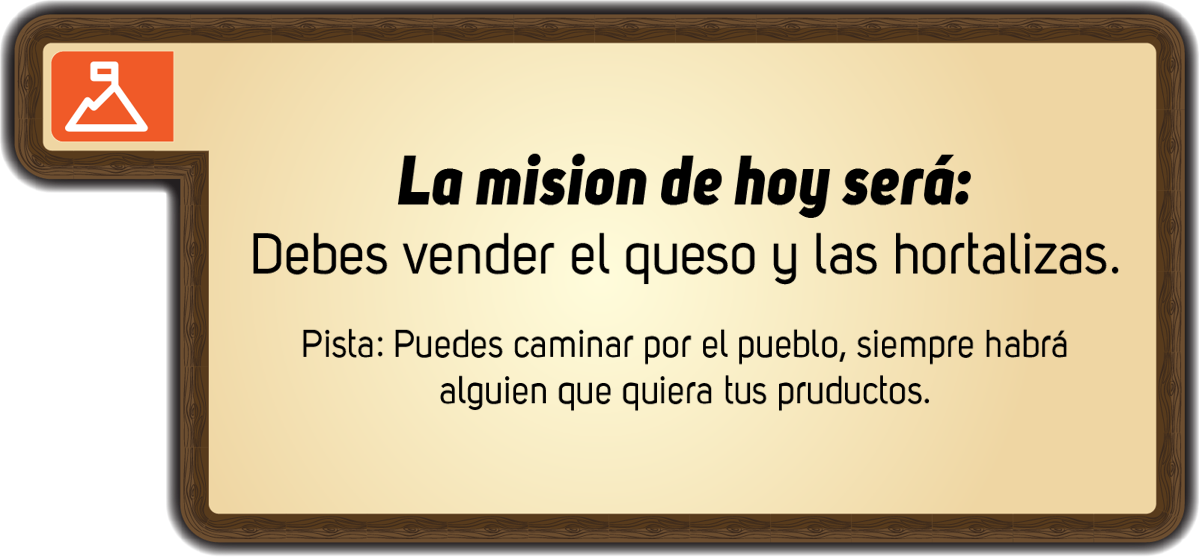 La mision de hoy será:
Debes vender el queso y las hortalizas.
Pista: Puedes caminar por el pueblo, siempre habrá
alguien que quiera tus pruductos.